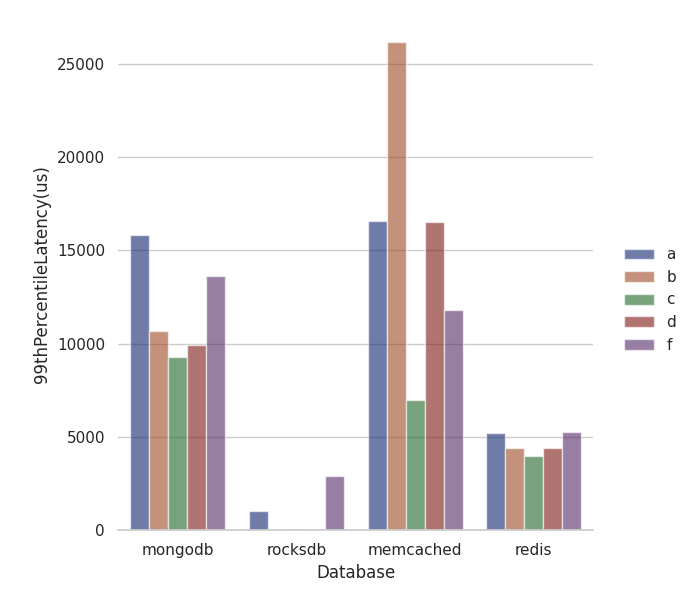 25000
20000
15000
10000
5000
0
99thPercentileLatency(us)
mongodb rocksdb memcached redis
Database
a
b
c
d
f